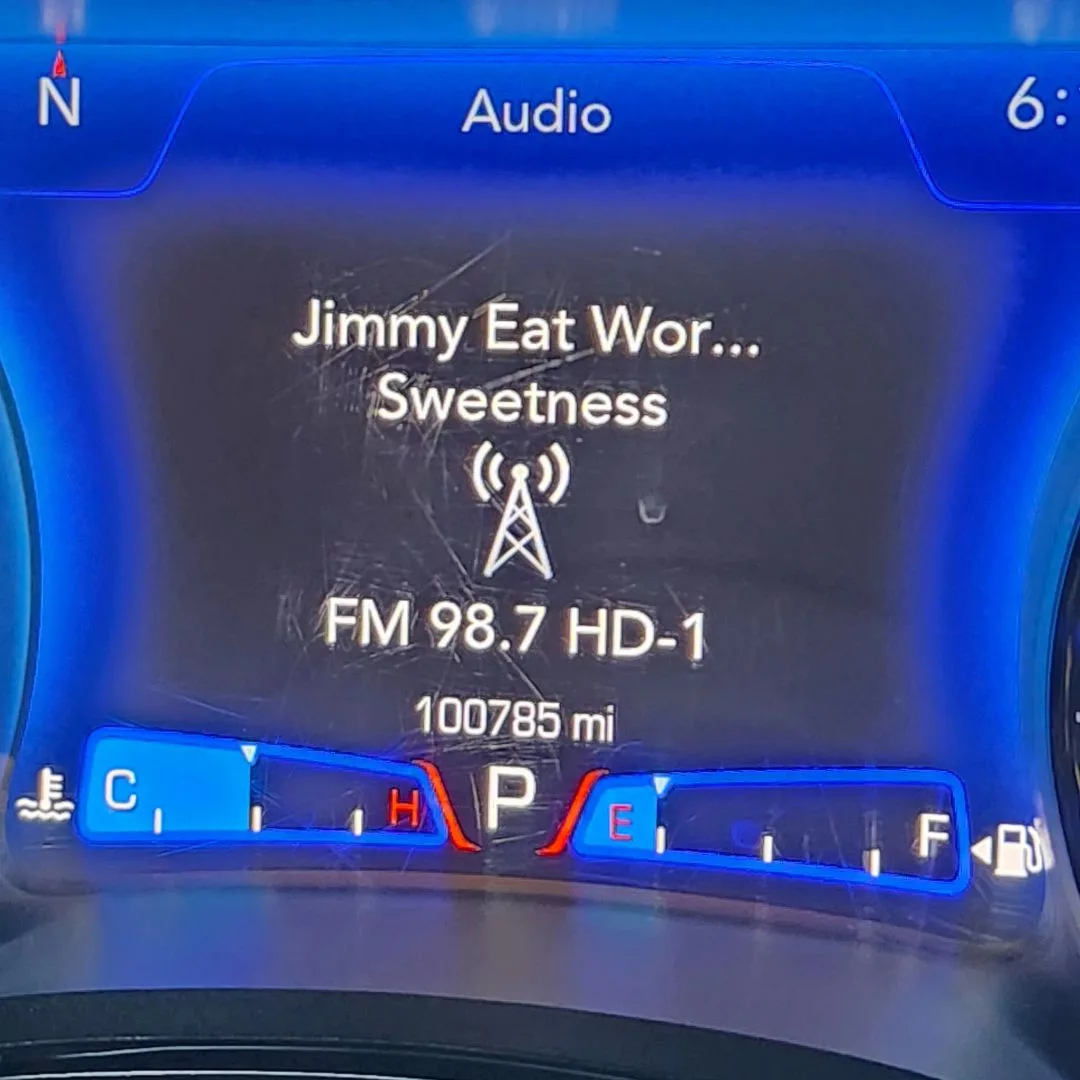 N
Audio
6:
Jimmy Eat Wor...
Sweetness
FM 98.7 HD-1
100785 mi
C
H
P
E
F